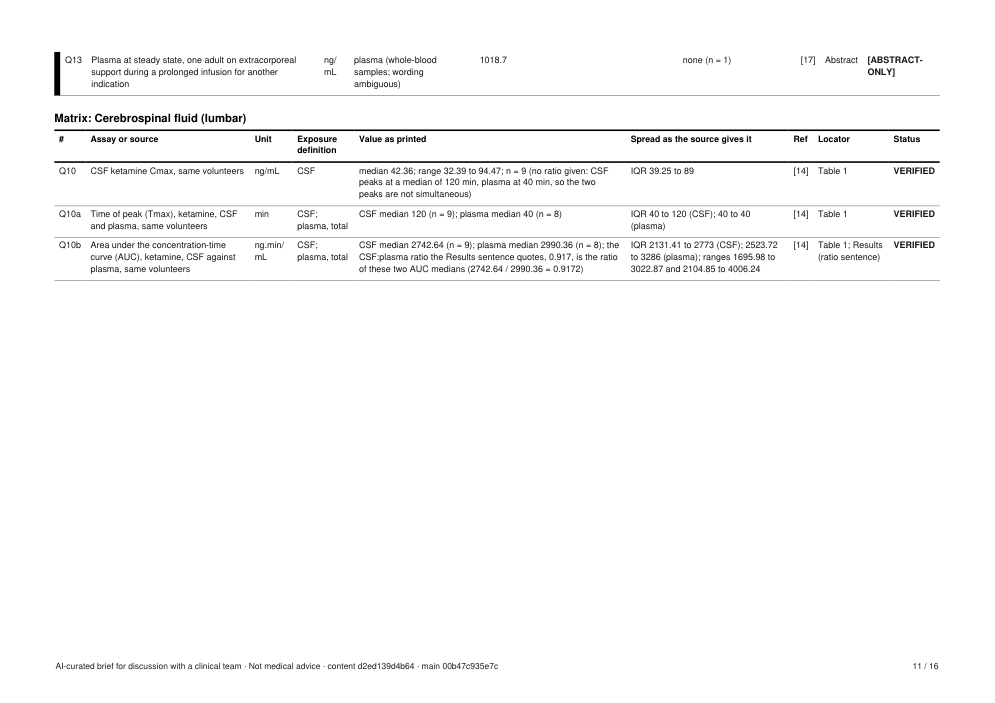 Q13 Plasma at steady state, one adult on extracorporeal ng/ plasma (whole-blood 1018.7 none (n = 1) [17] Abstract [ABSTRACT-
support during a prolonged infusion for another mL samples; wording ONLY]
indication ambiguous)
Matrix: Cerebrospinal fluid (lumbar)
# Assay or source Unit Exposure Value as printed Spread as the source gives it Ref Locator Status
definition
Q10 CSF ketamine Cmax, same volunteers ng/mL CSF median 42.36; range 32.39 to 94.47; n = 9 (no ratio given: CSF IQR 39.25 to 89 [14] Table 1 VERIFIED
peaks at a median of 120 min, plasma at 40 min, so the two
peaks are not simultaneous)
Q10a Time of peak (Tmax), ketamine, CSF min CSF; CSF median 120 (n = 9); plasma median 40 (n = 8) IQR 40 to 120 (CSF); 40 to 40 [14] Table 1 VERIFIED
and plasma, same volunteers plasma, total (plasma)
Q10b Area under the concentration-time ng.min/ CSF; CSF median 2742.64 (n = 9); plasma median 2990.36 (n = 8); the IQR 2131.41 to 2773 (CSF); 2523.72 [14] Table 1; Results VERIFIED
curve (AUC), ketamine, CSF against mL plasma, total CSF:plasma ratio the Results sentence quotes, 0.917, is the ratio to 3286 (plasma); ranges 1695.98 to (ratio sentence)
plasma, same volunteers of these two AUC medians (2742.64 / 2990.36 = 0.9172) 3022.87 and 2104.85 to 4006.24
AI-curated brief for discussion with a clinical team · Not medical advice · content d2ed139d4b64 · main 00b47c935e7c 11 / 16